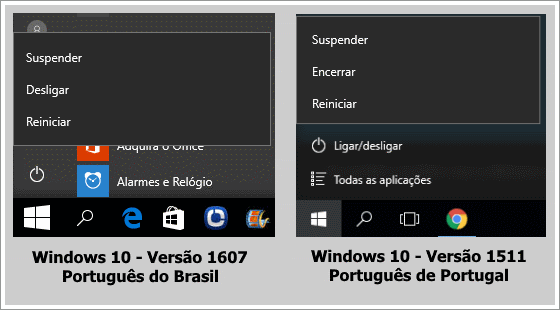 Suspender
Desligar
Reiniciar
Adquira o Office
Alarmes e Relógio
Windows 10 - Versão 1607
Português do Brasil
Suspender
Encerrar
Reiniciar
Ligar/desligar
Todas as aplicações
Windows 10 - Versão 1511
Português de Portugal